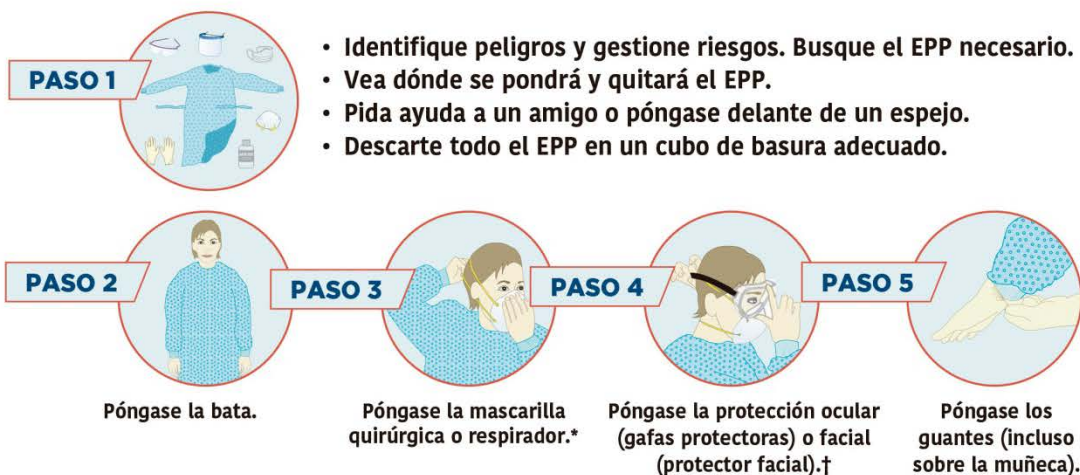 PASO 1
• Identifique peligros y gestione riesgos. Busque el EPP necesario.
• Vea dónde se pondrá y quitará el EPP.
• Pida ayuda a un amigo o póngase delante de un espejo.
• Descarte todo el EPP en un cubo de basura adecuado.
PASO 2
Póngase la bata.
PASO 3
Póngase la mascarilla
quirúrgica o respirador.*
PASO 4
Póngase la protección ocular
(gafas protectoras) o facial
(protector facial).†
PASO 5
Póngase los
guantes (incluso
sobre la muñeca).